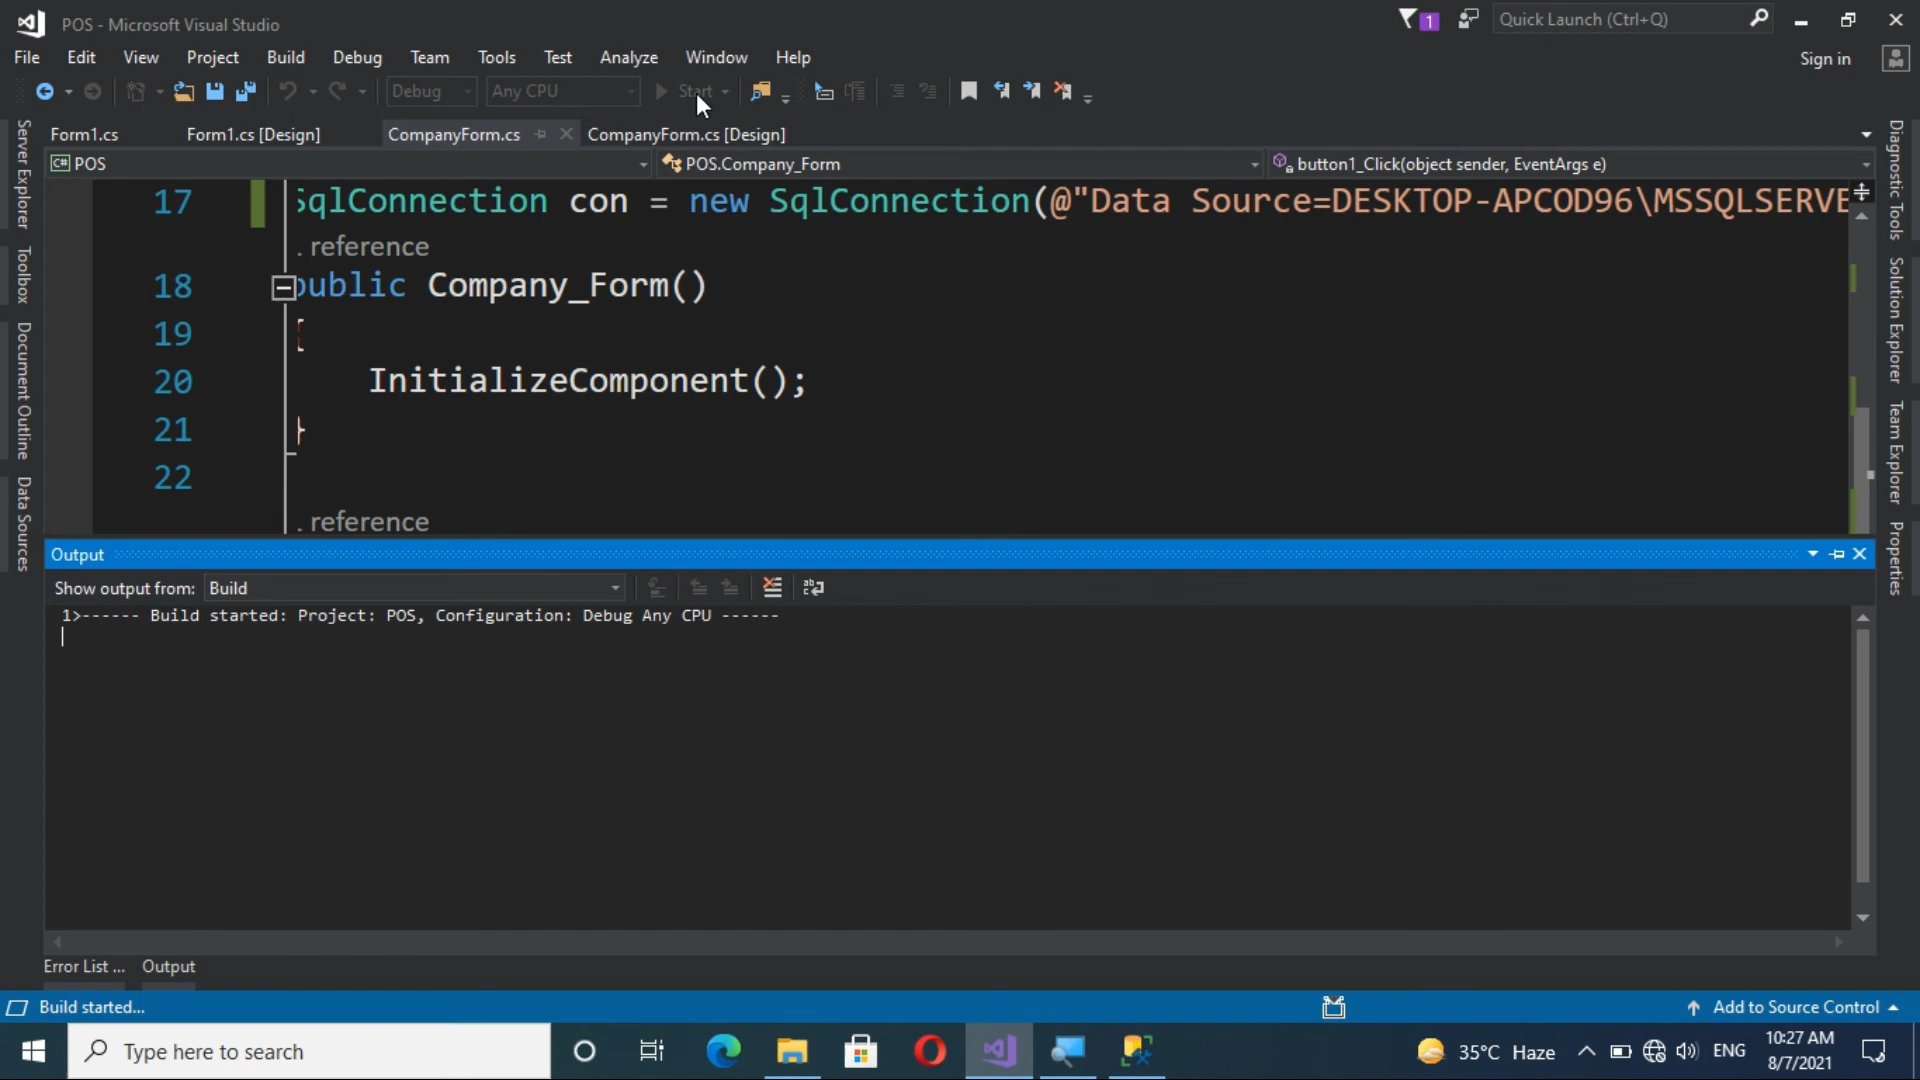 POS - Microsoft Visual Studio
1
Quick Launch (Ctrl+Q)
File Edit View Project Build Debug Team Tools Test Analyze Window Help
Sign in
Debug Any CPU Start
Form1.cs Form1.cs [Design] CompanyForm.cs CompanyForm.cs [Design]
C# POS POS.Company_Form button1_Click(object sender, EventArgs e)
Server Explorer
Toolbox
Document Outline
Data Sources
17 SqlConnection con = new SqlConnection(@"Data Source=DESKTOP-APCOD96\MSSQLSERVE
reference
18 public Company_Form()
19 {
20 InitializeComponent();
21 }
22
reference
Diagnostic Tools
Solution Explorer
Team Explorer
Properties
Output
Show output from: Build
1>------ Build started: Project: POS, Configuration: Debug Any CPU ------
Error List ... Output
Build started...
Add to Source Control
Type here to search
35°C Haze
ENG
10:27 AM
8/7/2021